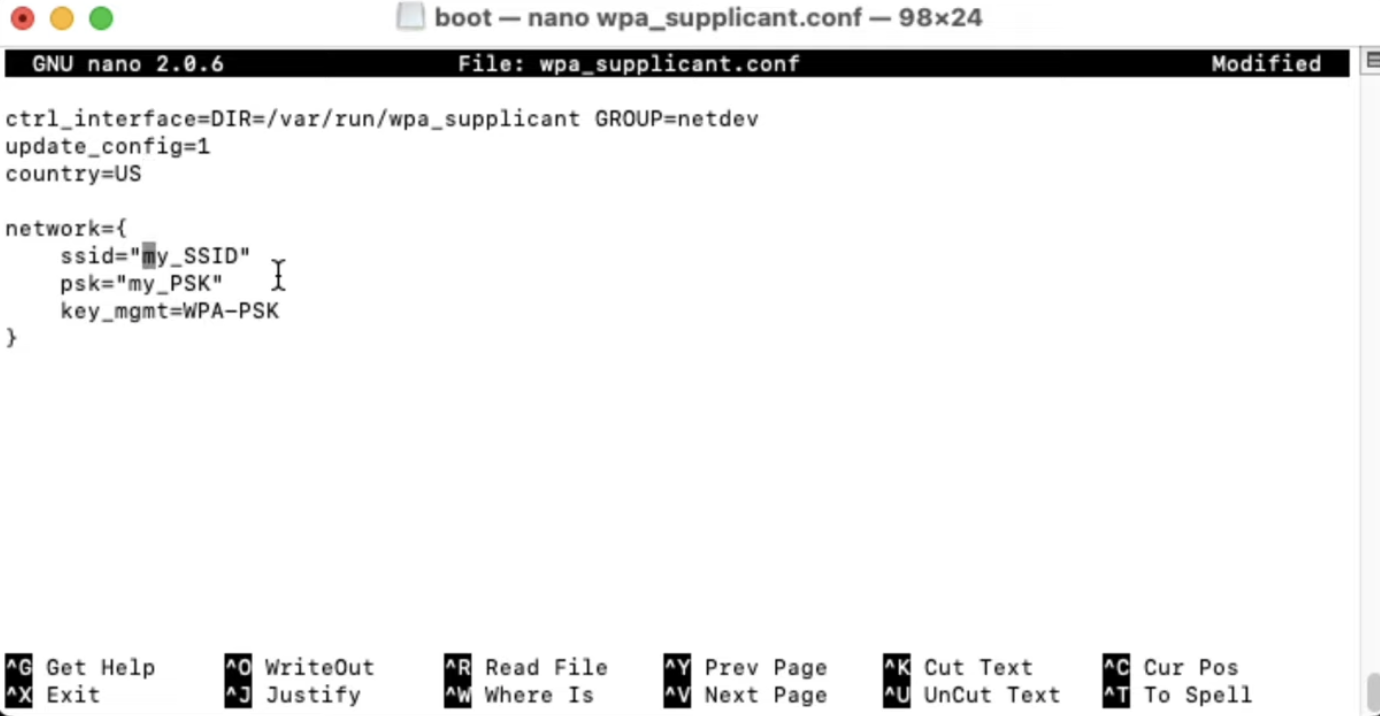 boot — nano wpa_supplicant.conf — 98×24
GNU nano 2.0.6 File: wpa_supplicant.conf Modified
ctrl_interface=DIR=/var/run/wpa_supplicant GROUP=netdev
update_config=1
country=US
network={
ssid="my_SSID"
psk="my_PSK"
key_mgmt=WPA-PSK
}
^G Get Help ^O WriteOut ^R Read File ^Y Prev Page ^K Cut Text ^C Cur Pos
^X Exit ^J Justify ^W Where Is ^V Next Page ^U UnCut Text ^T To Spell